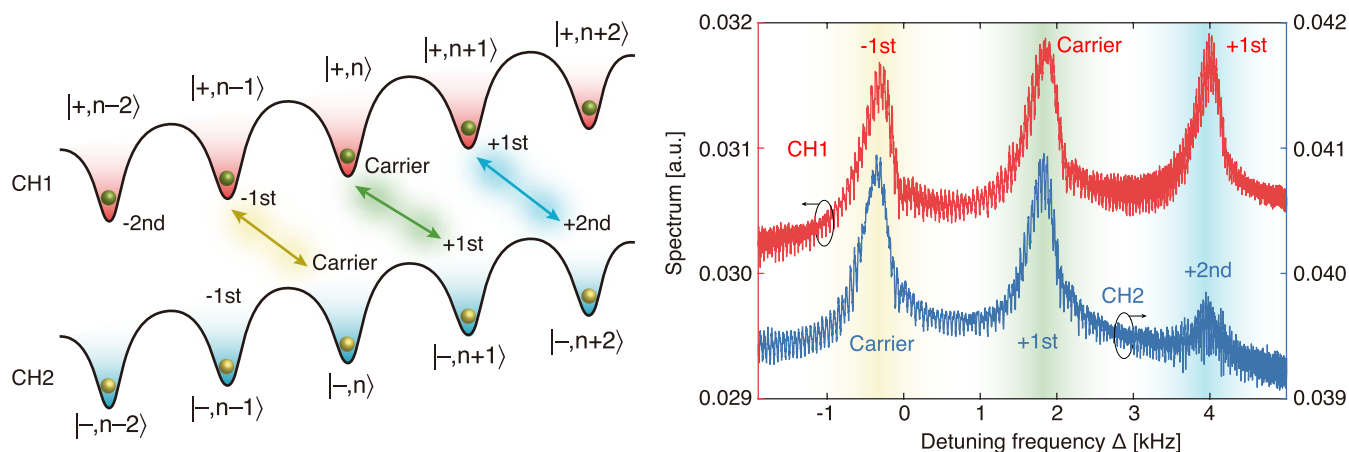 |+,n+2⟩
|+,n+1⟩
|+,n⟩
|+,n−1⟩
|+,n−2⟩
CH1
-2nd
-1st
Carrier
+1st
+2nd
+1st
Carrier
-1st
CH2
|−,n−2⟩
|−,n−1⟩
|−,n⟩
|−,n+1⟩
|−,n+2⟩
0.032
0.031
0.030
0.029
Spectrum [a.u.]
-1st
Carrier
+1st
CH1
CH2
Carrier
+1st
+2nd
0.042
0.041
0.040
0.039
-1 0 1 2 3 4
Detuning frequency Δ [kHz]